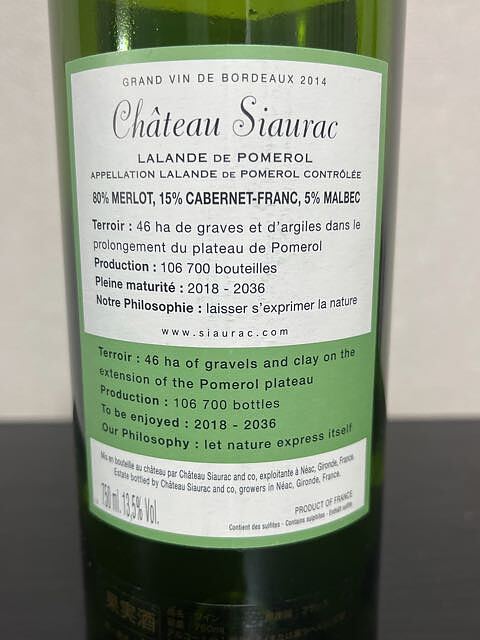 GRAND VIN DE BORDEAUX 2014
Château Siaurac
LALANDE DE POMEROL
APPELLATION LALANDE DE POMEROL CONTRÔLÉE
80% MERLOT, 15% CABERNET-FRANC, 5% MALBEC
Terroir : 46 ha de graves et d'argiles dans le
prolongement du plateau de Pomerol
Production : 106 700 bouteilles
Pleine maturité : 2018 - 2036
Notre Philosophie : laisser s'exprimer la nature
www.siaurac.com
Terroir : 46 ha of gravels and clay on the
extension of the Pomerol plateau
Production : 106 700 bottles
To be enjoyed : 2018 - 2036
Our Philosophy : let nature express itself
Mis en bouteille au château par Château Siaurac and co, exploitante à Néac, Gironde, France.
Estate bottled by Château Siaurac and co, growers in Néac, Gironde, France.
750 ml. 13,5% Vol.
PRODUCT OF FRANCE
Contient des sulfites - Contains sulphites - Enthält sulfite
果実酒